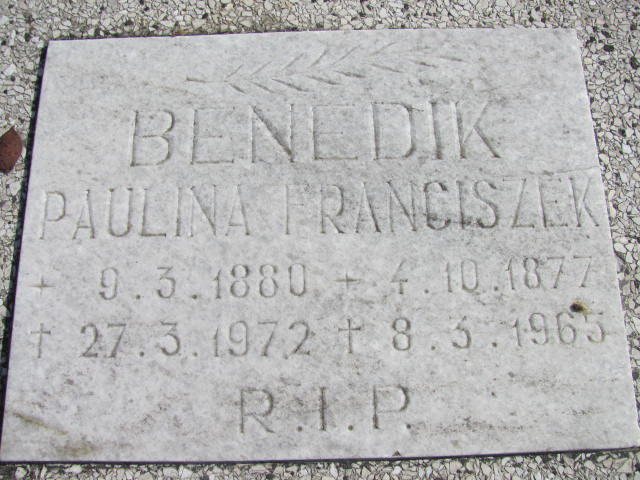 BENEDIK
PAULINA FRANCISZEK
+ 9.3.1880 + 4.10.1877
† 27.3.1972 † 8.3.1965
R.I.P.